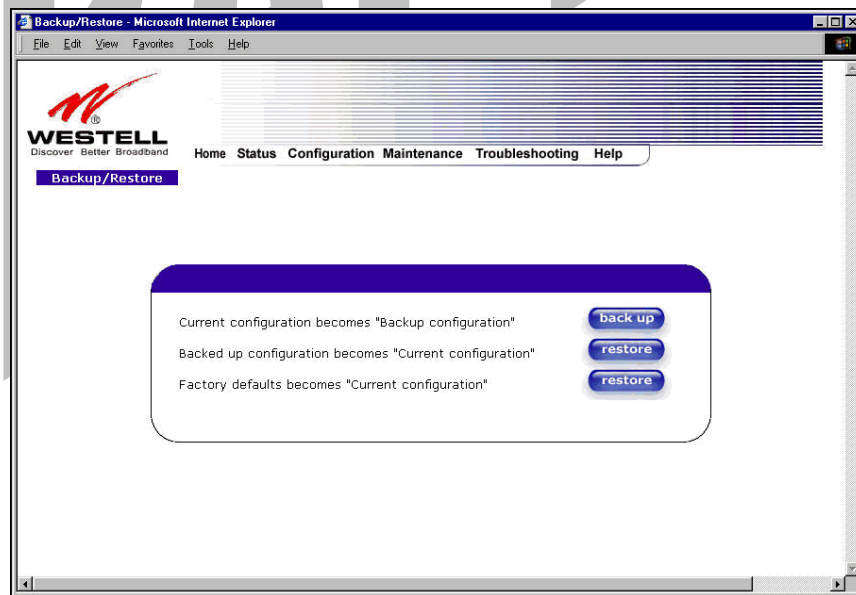 Backup/Restore - Microsoft Internet Explorer
File Edit View Favorites Tools Help
WESTELL
®
Discover Better Broadband
Home Status Configuration Maintenance Troubleshooting Help
Backup/Restore
Current configuration becomes "Backup configuration" back up
Backed up configuration becomes "Current configuration" restore
Factory defaults becomes "Current configuration" restore